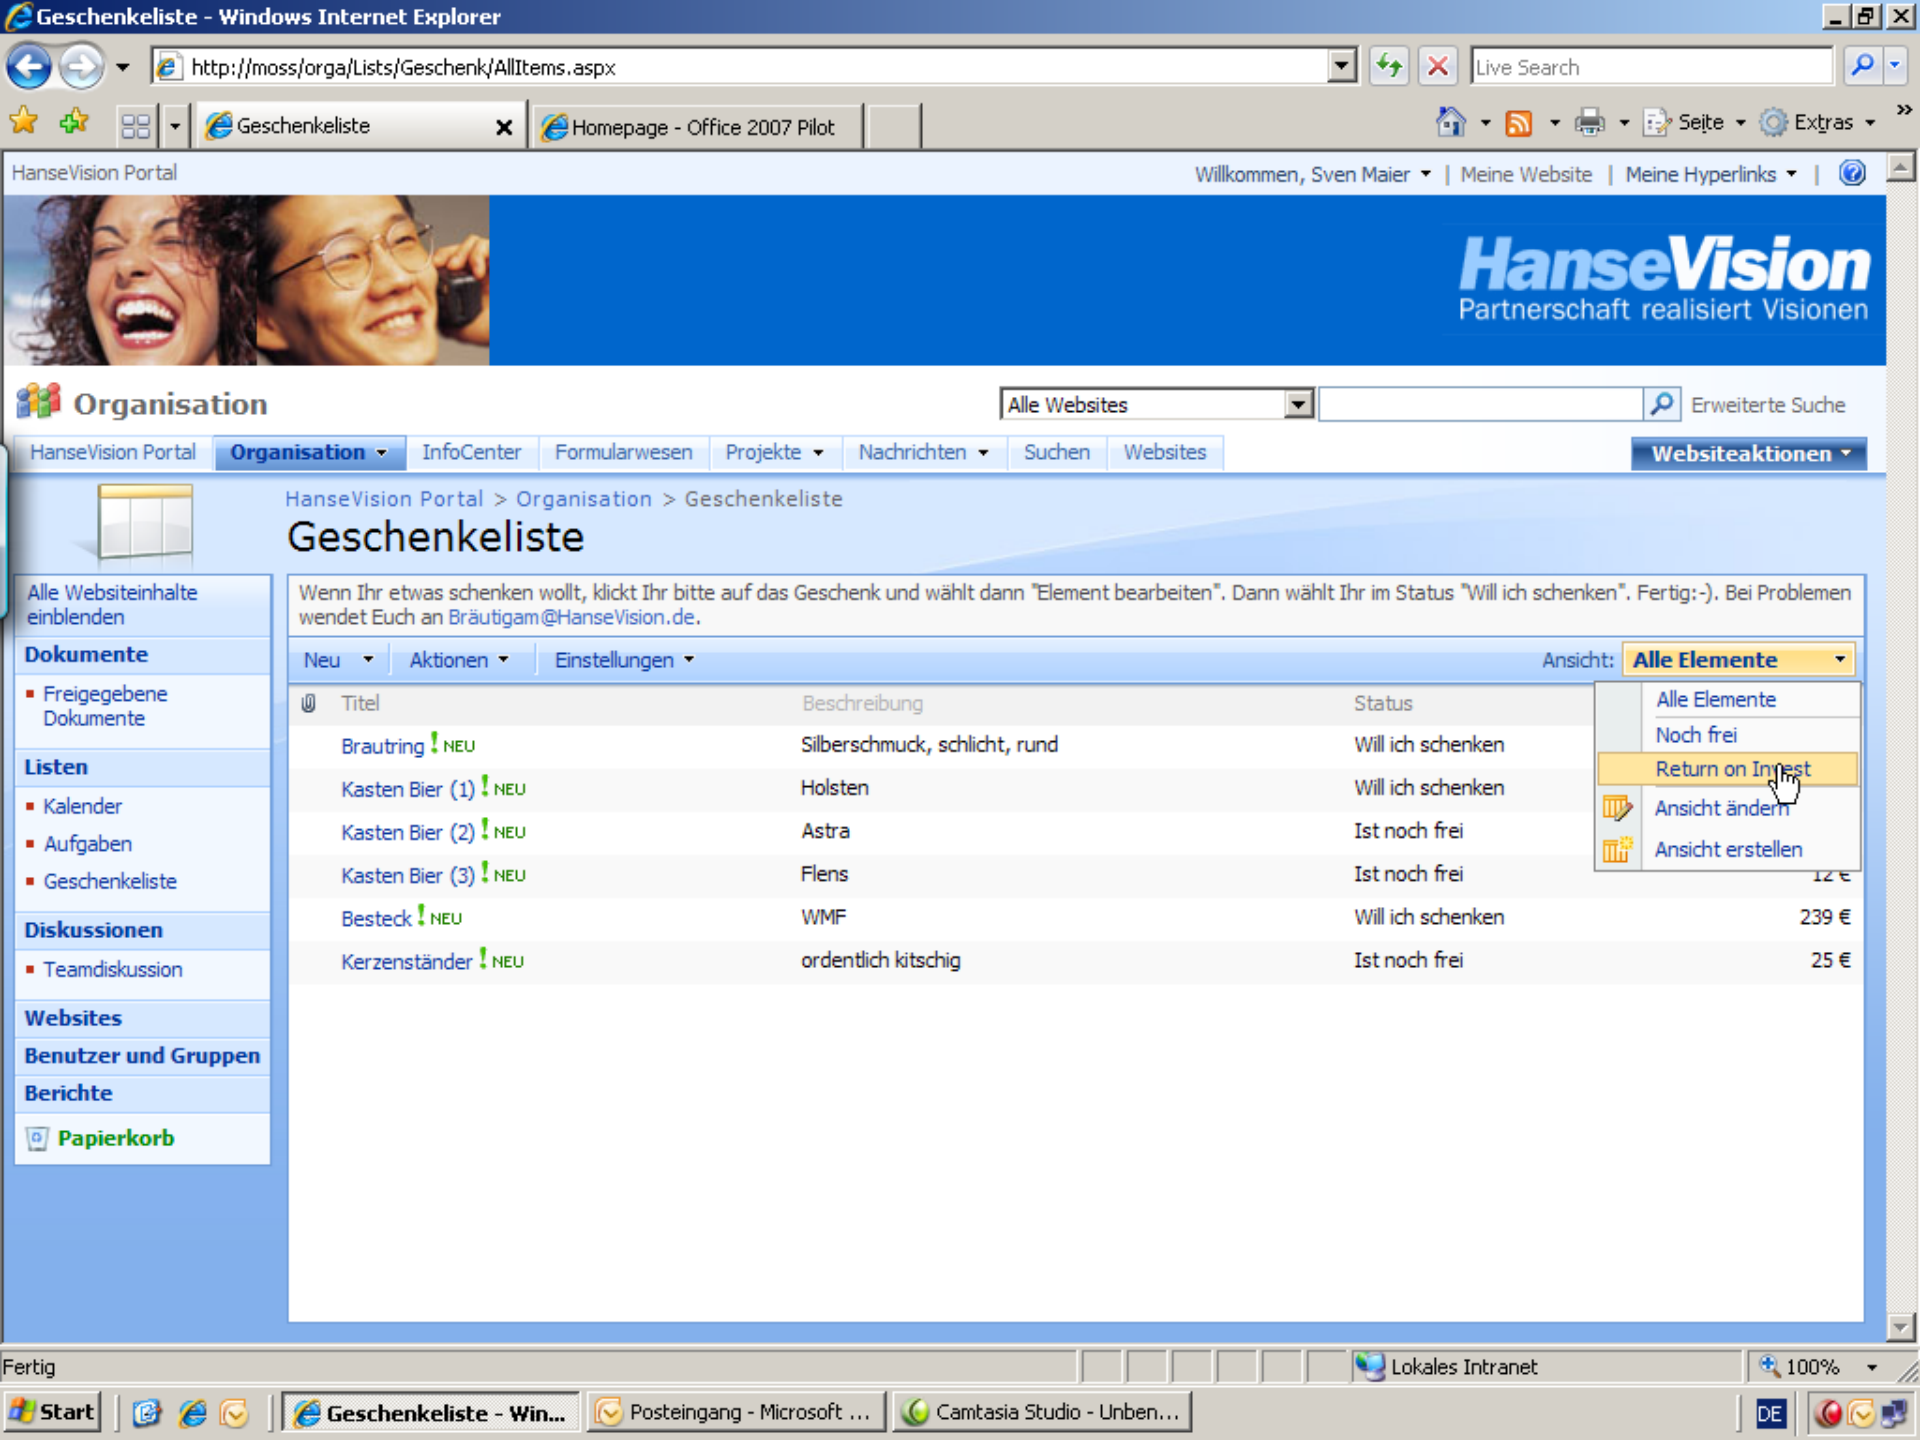 Geschenkeliste - Windows Internet Explorer
http://moss/orga/Lists/Geschenk/AllItems.aspx
Live Search
Geschenkeliste
Homepage - Office 2007 Pilot
Seite
Extras
HanseVision Portal
Willkommen, Sven Maier | Meine Website | Meine Hyperlinks |
HanseVision
Partnerschaft realisiert Visionen
Organisation
Alle Websites
Erweiterte Suche
HanseVision Portal Organisation InfoCenter Formularwesen Projekte Nachrichten Suchen Websites
Websiteaktionen
HanseVision Portal > Organisation > Geschenkeliste
Geschenkeliste
Alle Websiteinhalte
einblenden
Dokumente
Freigegebene
Dokumente
Listen
Kalender
Aufgaben
Geschenkeliste
Diskussionen
Teamdiskussion
Websites
Benutzer und Gruppen
Berichte
Papierkorb
Wenn Ihr etwas schenken wollt, klickt Ihr bitte auf das Geschenk und wählt dann "Element bearbeiten". Dann wählt Ihr im Status "Will ich schenken". Fertig:-). Bei Problemen
wendet Euch an Bräutigam@HanseVision.de.
Neu Aktionen Einstellungen Ansicht: Alle Elemente
Titel Beschreibung Status
Brautring ! NEU Silberschmuck, schlicht, rund Will ich schenken
Kasten Bier (1) ! NEU Holsten Will ich schenken
Kasten Bier (2) ! NEU Astra Ist noch frei
Kasten Bier (3) ! NEU Flens Ist noch frei 12 €
Besteck ! NEU WMF Will ich schenken 239 €
Kerzenständer ! NEU ordentlich kitschig Ist noch frei 25 €
Alle Elemente
Noch frei
Return on Invest
Ansicht ändern
Ansicht erstellen
Fertig
Lokales Intranet
100%
Start
Geschenkeliste - Win...
Posteingang - Microsoft ...
Camtasia Studio - Unben...
DE